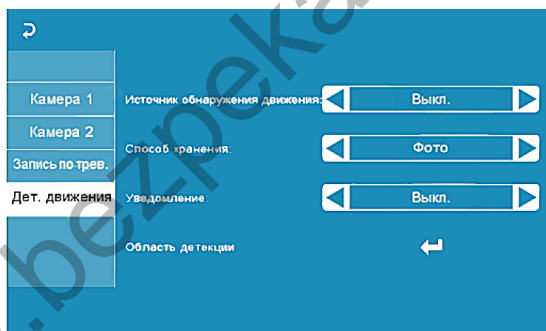 Камера 1
Источник обнаружения движения:
Выкл.
Камера 2
Способ хранения:
Фото
Запись по трев.
Дет. движения
Уведомление:
Выкл.
Область детекции
.bezpeka